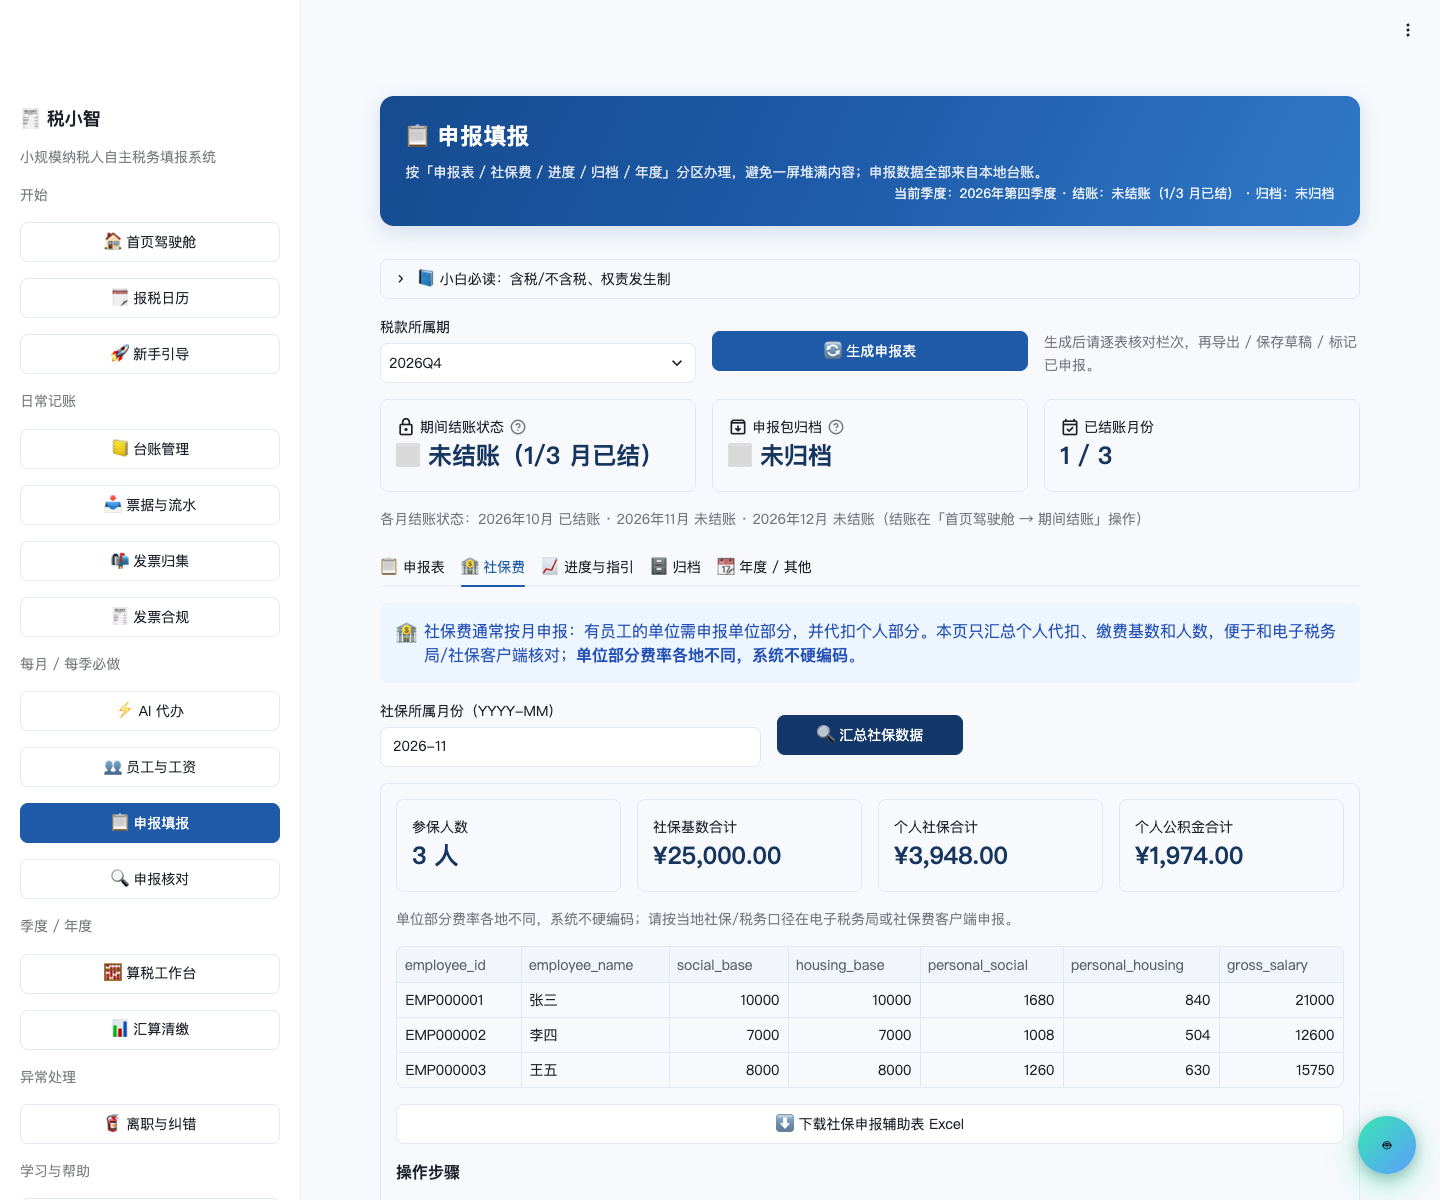 税小智
小规模纳税人自主税务填报系统
开始
首页驾驶舱
报税日历
新手引导
日常记账
台账管理
票据与流水
发票归集
发票合规
每月 / 每季必做
AI 代办
员工与工资
申报填报
申报核对
季度 / 年度
算税工作台
汇算清缴
异常处理
离职与纠错
学习与帮助
申报填报
按「申报表 / 社保费 / 进度 / 归档 / 年度」分区办理，避免一屏堆满内容；申报数据全部来自本地台账。
当前季度：2026年第四季度 · 结账：未结账（1/3 月已结） · 归档：未归档
小白必读：含税/不含税、权责发生制
税款所属期
2026Q4
生成申报表
生成后请逐表核对栏次，再导出 / 保存草稿 / 标记
已申报。
期间结账状态
未结账（1/3 月已结）
申报包归档
未归档
已结账月份
1 / 3
各月结账状态：2026年10月 已结账 · 2026年11月 未结账 · 2026年12月 未结账（结账在「首页驾驶舱 → 期间结账」操作）
申报表 社保费 进度与指引 归档 年度 / 其他
社保费通常按月申报：有员工的单位需申报单位部分，并代扣个人部分。本页只汇总个人代扣、缴费基数和人数，便于和电子税务
局/社保客户端核对；单位部分费率各地不同，系统不硬编码。
社保所属月份（YYYY-MM）
2026-11
汇总社保数据
参保人数
3 人
社保基数合计
¥25,000.00
个人社保合计
¥3,948.00
个人公积金合计
¥1,974.00
单位部分费率各地不同，系统不硬编码；请按当地社保/税务口径在电子税务局或社保费客户端申报。
employee_id employee_name social_base housing_base personal_social personal_housing gross_salary
EMP000001 张三 10000 10000 1680 840 21000
EMP000002 李四 7000 7000 1008 504 12600
EMP000003 王五 8000 8000 1260 630 15750
下载社保申报辅助表 Excel
操作步骤